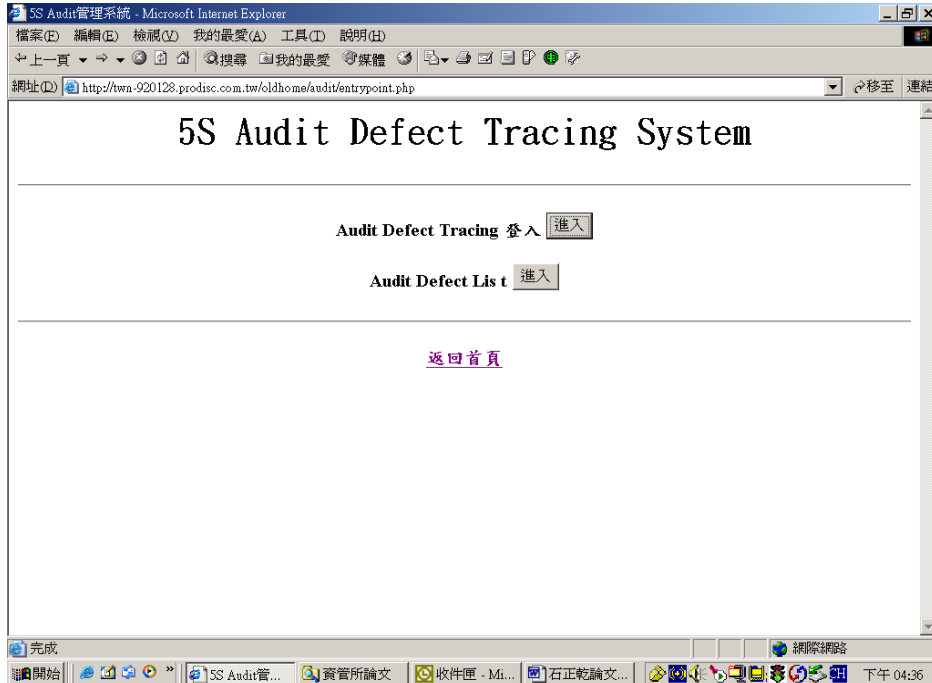 5S Audit管理系統 - Microsoft Internet Explorer
檔案(F) 編輯(E) 檢視(V) 我的最愛(A) 工具(T) 說明(H)
上一頁 搜尋 我的最愛 媒體
網址(D) http://twn-920128.prodisc.com.tw/oldhome/audit/entrypoint.php 移至 連結
5S Audit Defect Tracing System
Audit Defect Tracing 登入 進入
Audit Defect Lis t 進入
返回首頁
完成 網際網路
開始 5S Audit管... 資管所論文 收件匣 - Mi... 石正乾論文... CH 下午 04:36